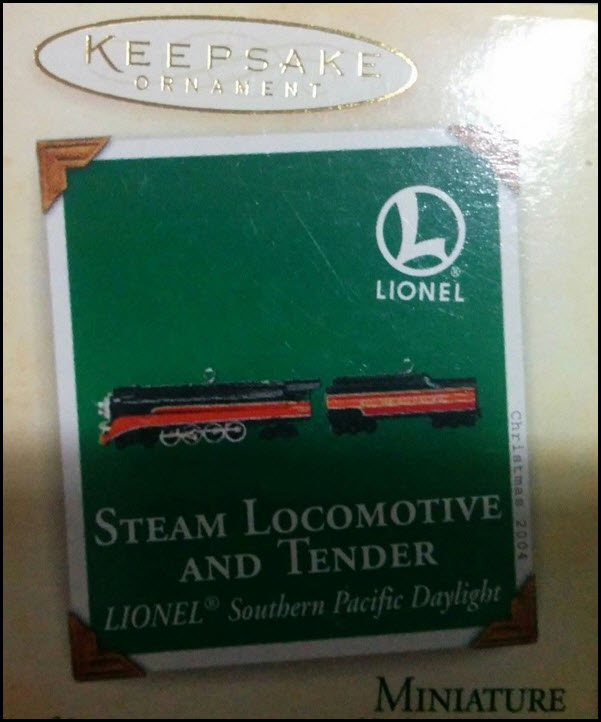 KEEPSAKE
ORNAMENT
L
LIONEL®
Christmas 2004
STEAM LOCOMOTIVE
AND TENDER
LIONEL® Southern Pacific Daylight
MINIATURE